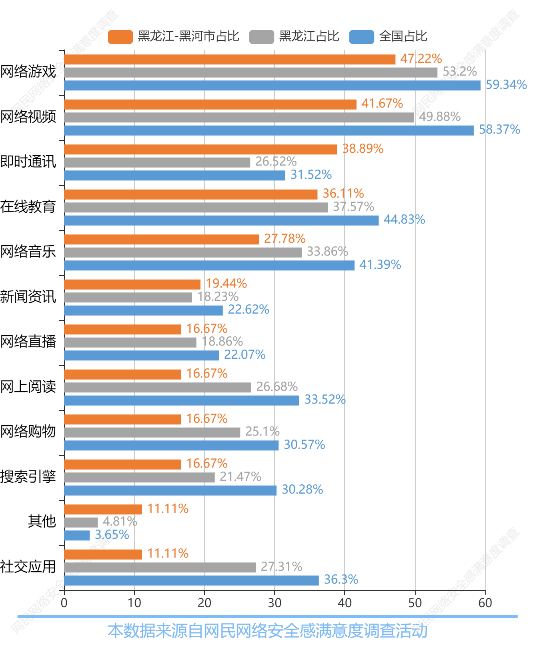 黑龙江-黑河市占比 黑龙江占比 全国占比
网络游戏 47.22% 53.2% 59.34%
网络视频 41.67% 49.88% 58.37%
即时通讯 38.89% 26.52% 31.52%
在线教育 36.11% 37.57% 44.83%
网络音乐 27.78% 33.86% 41.39%
新闻资讯 19.44% 18.23% 22.62%
网络直播 16.67% 18.86% 22.07%
网上阅读 16.67% 26.68% 33.52%
网络购物 16.67% 25.1% 30.57%
搜索引擎 16.67% 21.47% 30.28%
其他 11.11% 4.81% 3.65%
社交应用 11.11% 27.31% 36.3%
0 10 20 30 40 50 60
本数据来源自网民网络安全感满意度调查活动